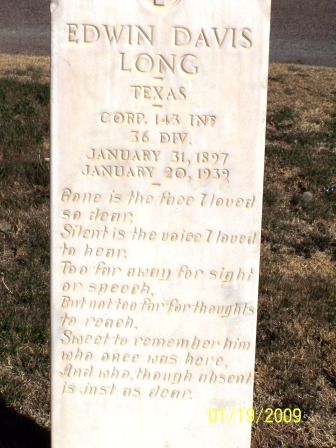 EDWIN DAVIS
LONG
TEXAS
CORP. 143 INF
36 DIV.
JANUARY 31, 1897
JANUARY 20, 1939
Gone is the face I loved
so dear,
Silent is the voice I loved
to hear;
Too far away for sight
or speech,
But not too far for thoughts
to reach,
Sweet to remember him
who once was here,
And who, though absent
is just as dear.
01/19/2009